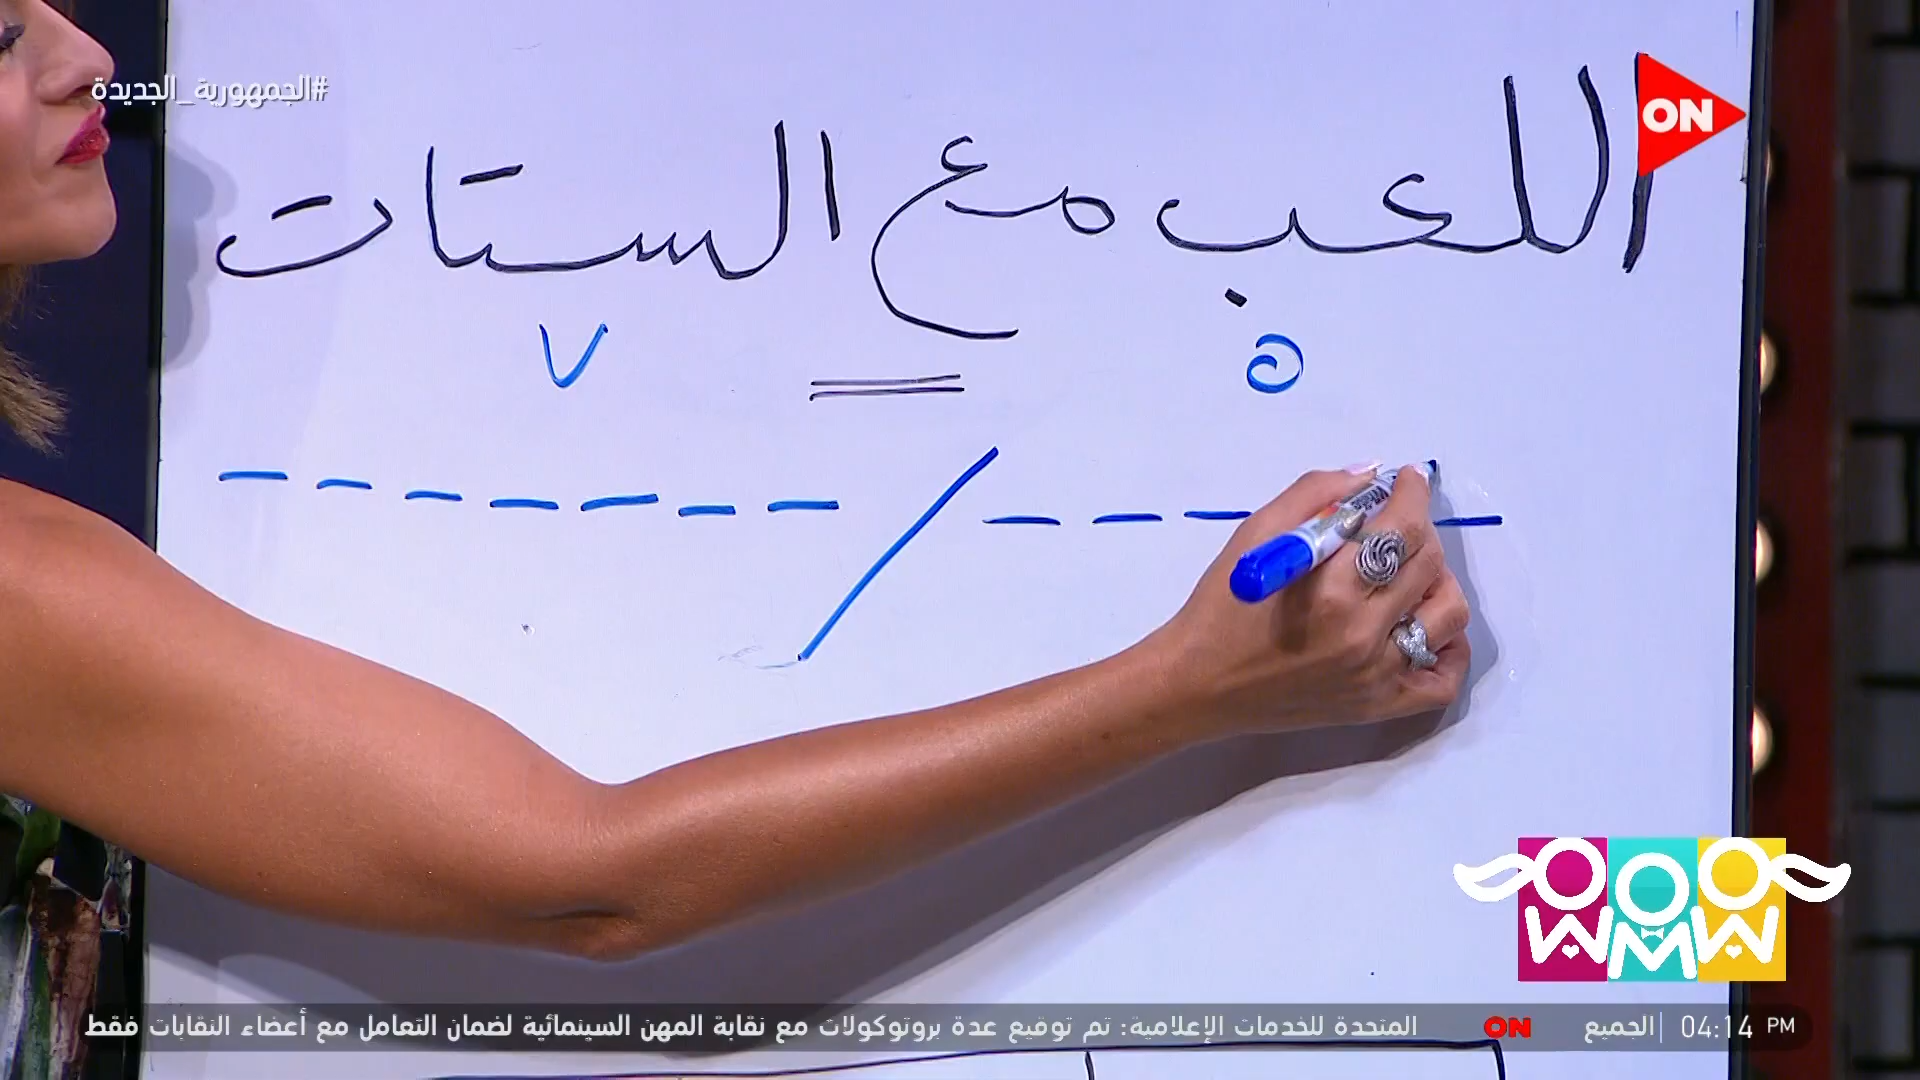 #الجمهورية_الجديدة
ON
اللعب مع الستات
٥ ٧
WMW
04:14 PM | الجميع ON المتحدة للخدمات الإعلامية: تم توقيع عدة بروتوكولات مع نقابة المهن السينمائية لضمان التعامل مع أعضاء النقابات فقط